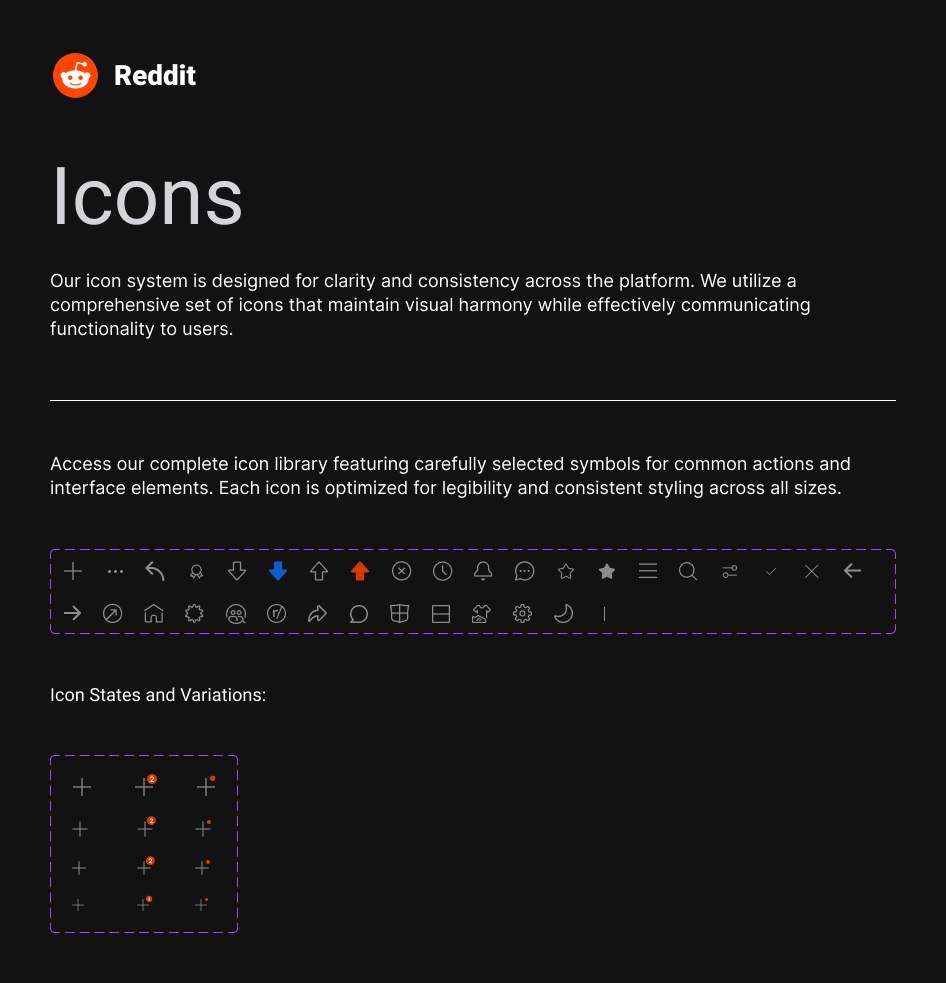 Reddit
Icons
Our icon system is designed for clarity and consistency across the platform. We utilize a
comprehensive set of icons that maintain visual harmony while effectively communicating
functionality to users.
Access our complete icon library featuring carefully selected symbols for common actions and
interface elements. Each icon is optimized for legibility and consistent styling across all sizes.
r/
Icon States and Variations:
2
2
2